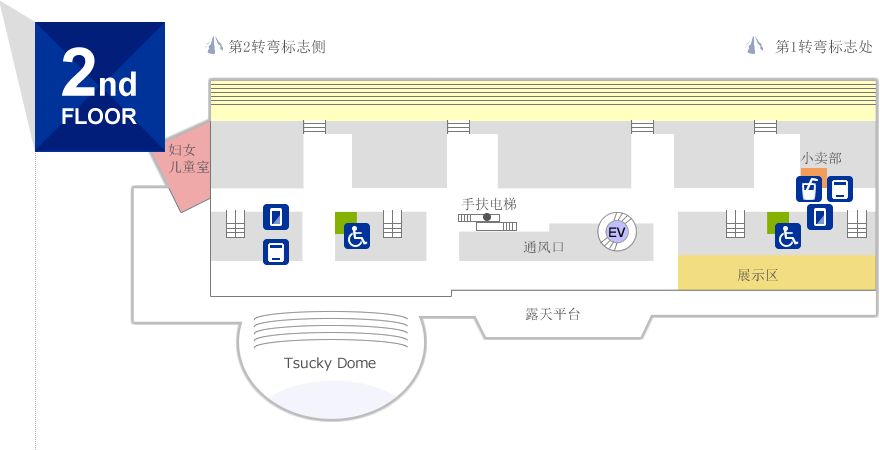 2nd
FLOOR
第2转弯标志侧
第1转弯标志处
妇女
儿童室
小卖部
手扶电梯
EV
通风口
展示区
露天平台
Tsucky Dome